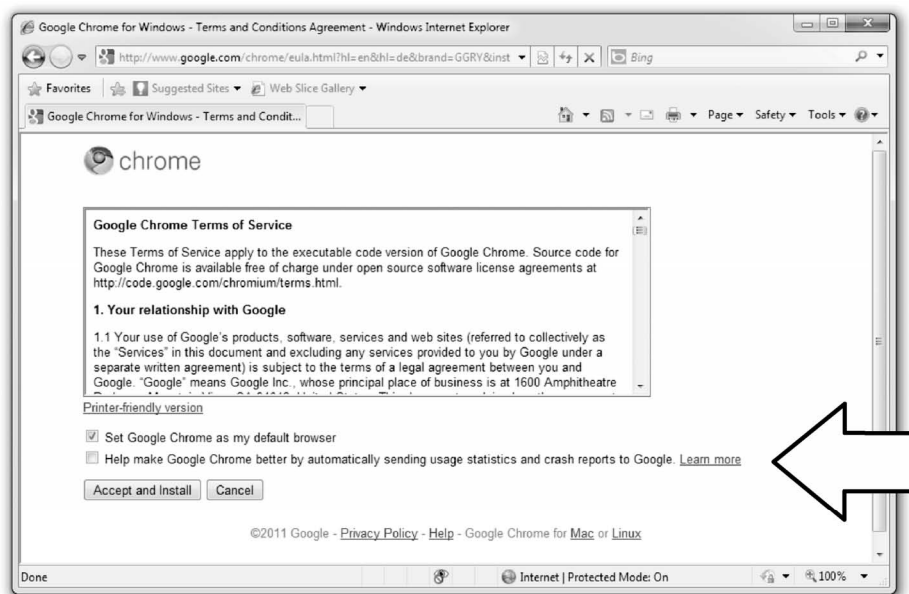 Google Chrome for Windows - Terms and Conditions Agreement - Windows Internet Explorer
http://www.google.com/chrome/eula.html?hl=en&hl=de&brand=GGRY&inst
Bing
Favorites Suggested Sites Web Slice Gallery
Google Chrome for Windows - Terms and Condit... Page Safety Tools
chrome
Google Chrome Terms of Service
These Terms of Service apply to the executable code version of Google Chrome. Source code for
Google Chrome is available free of charge under open source software license agreements at
http://code.google.com/chromium/terms.html.
1. Your relationship with Google
1.1 Your use of Google's products, software, services and web sites (referred to collectively as
the "Services" in this document and excluding any services provided to you by Google under a
separate written agreement) is subject to the terms of a legal agreement between you and
Google. "Google" means Google Inc., whose principal place of business is at 1600 Amphitheatre
Printer-friendly version
Set Google Chrome as my default browser
Help make Google Chrome better by automatically sending usage statistics and crash reports to Google. Learn more
Accept and Install Cancel
©2011 Google - Privacy Policy - Help - Google Chrome for Mac or Linux
Done Internet | Protected Mode: On 100%